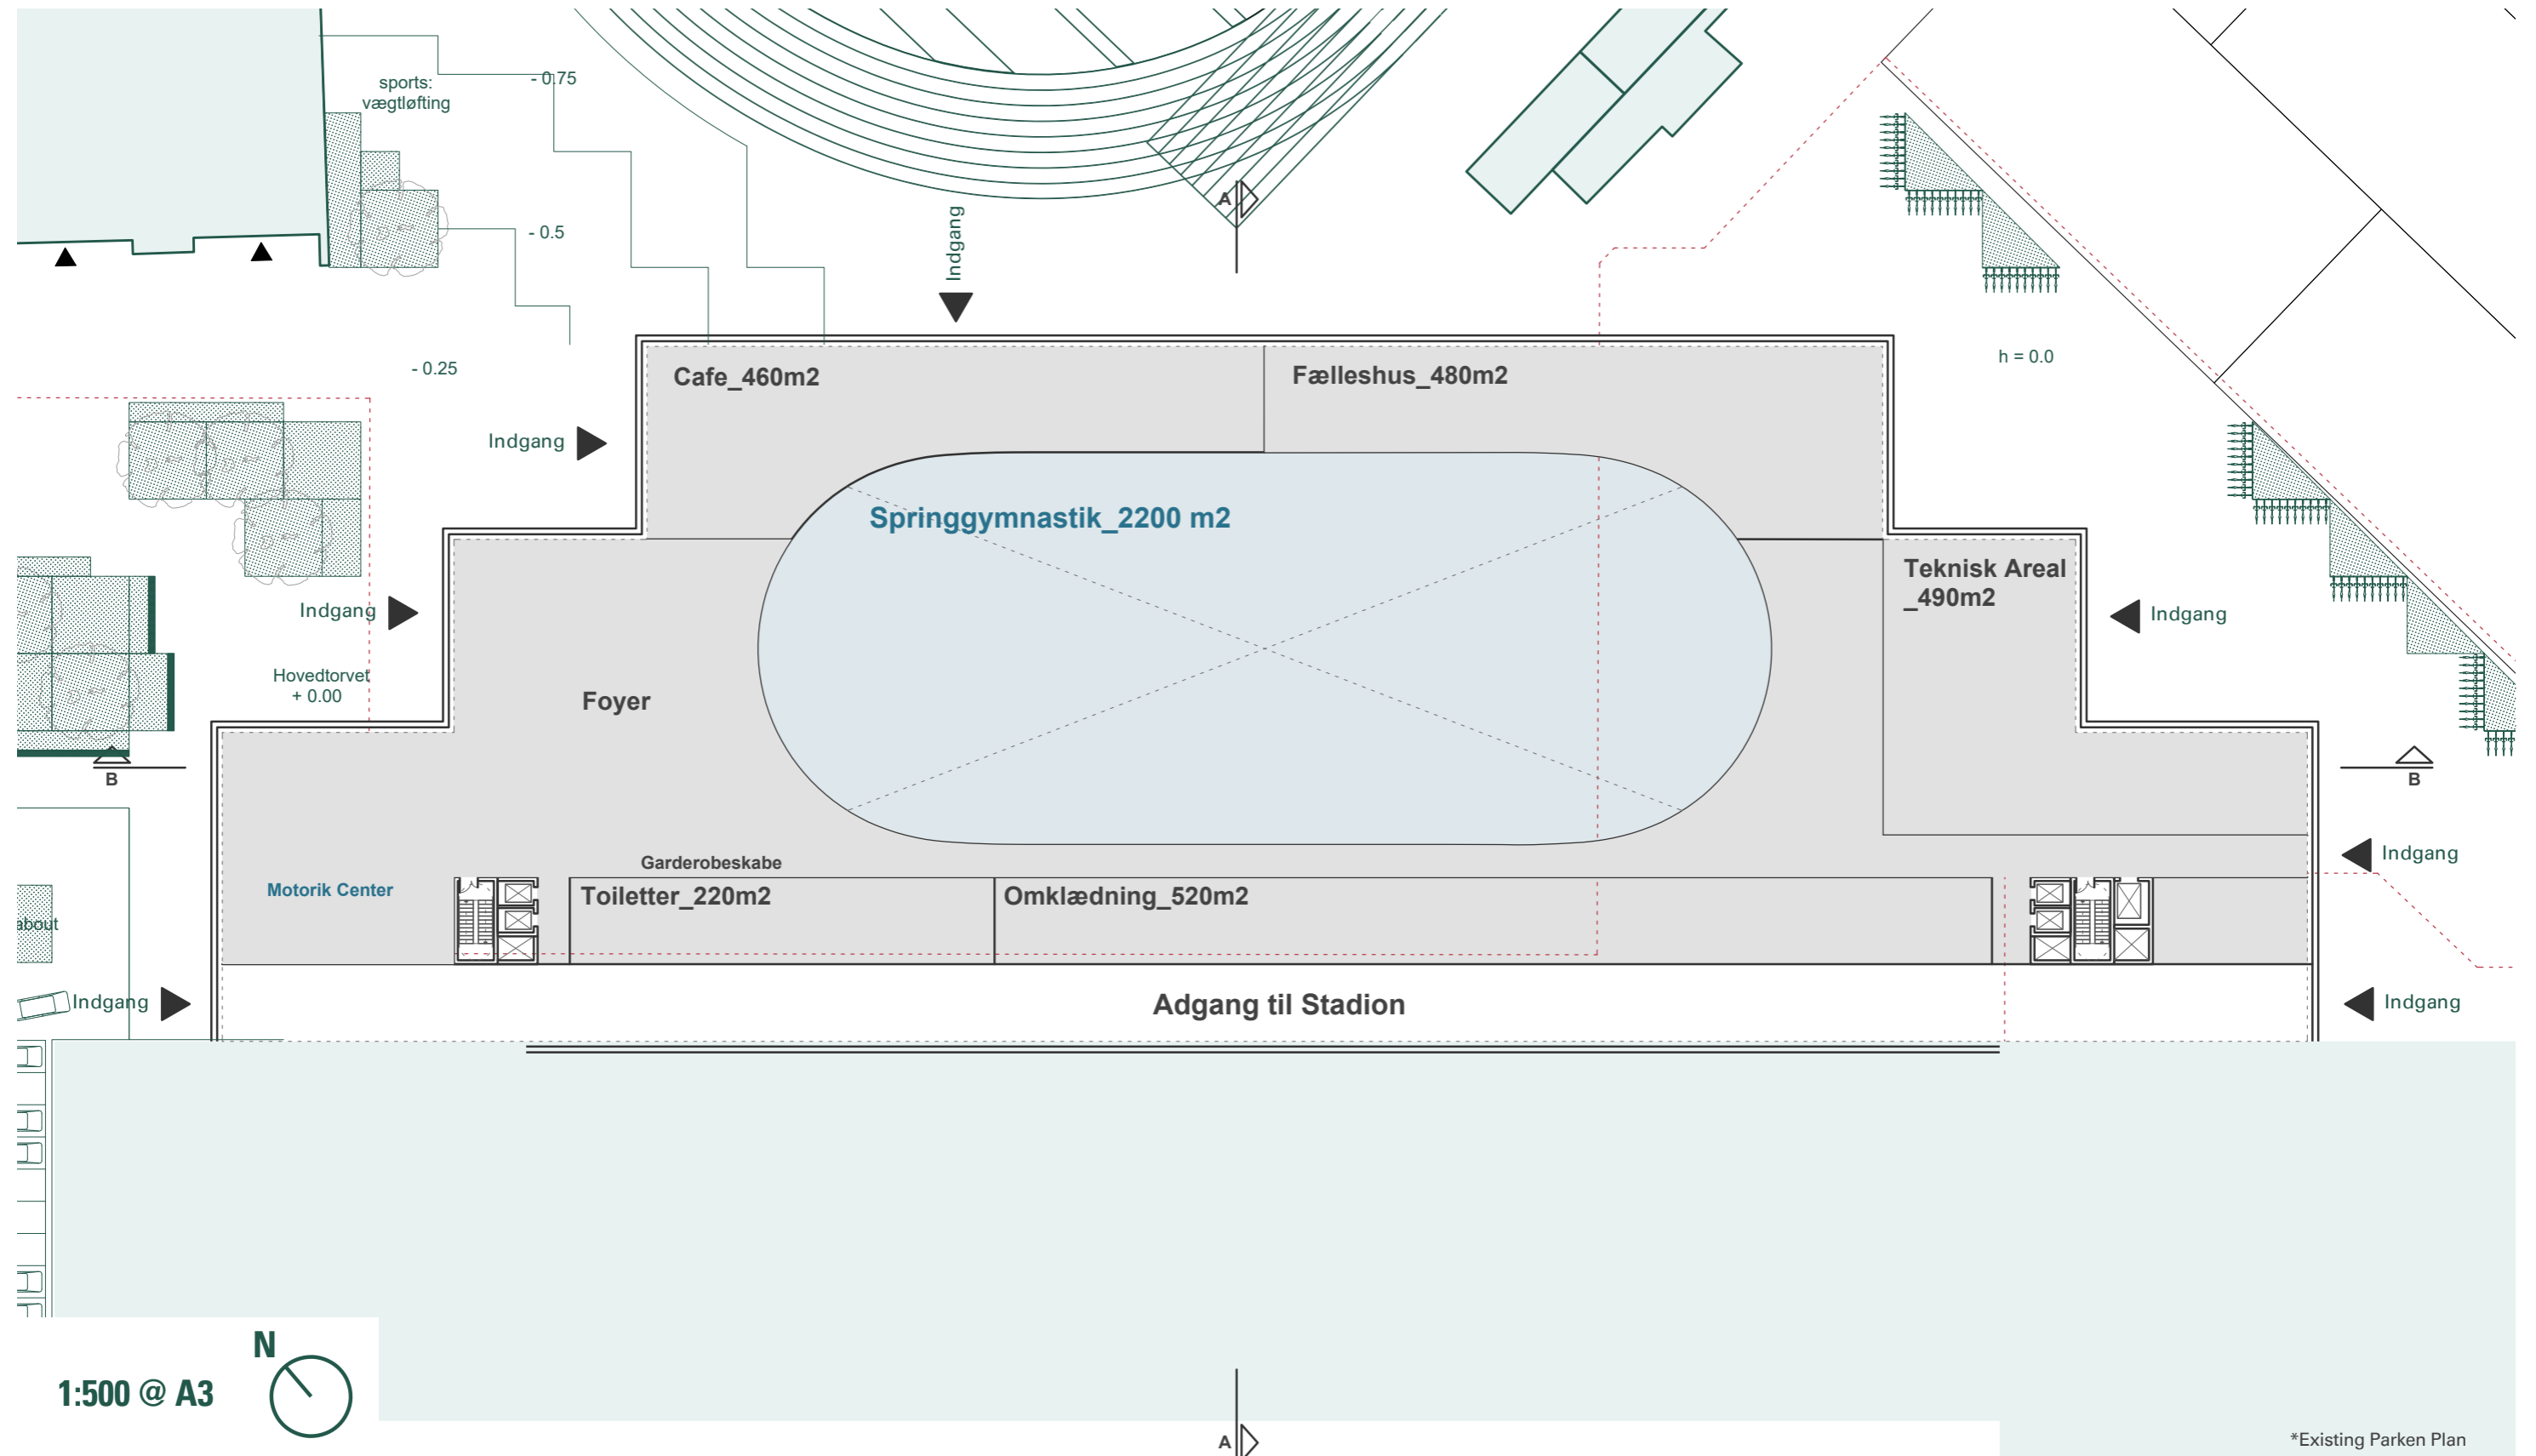 sports:
vægtløfting
- 0.75
- 0.5
- 0.25
A
Indgang
h = 0.0
Cafe_460m2
Fælleshus_480m2
Indgang
Springgymnastik_2200 m2
Teknisk Areal
_490m2
Indgang
Indgang
Hovedtorvet
+ 0.00
Foyer
B
B
Indgang
Garderobeskabe
Motorik Center
Toiletter_220m2
Omklædning_520m2
about
Indgang
Adgang til Stadion
Indgang
N
1:500 @ A3
A
*Existing Parken Plan